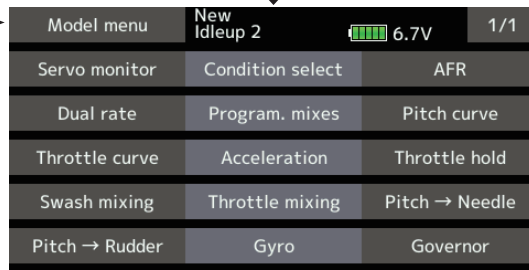 Model menu
New
Idleup 2
6.7V
1/1
Servo monitor
Condition select
AFR
Dual rate
Program. mixes
Pitch curve
Throttle curve
Acceleration
Throttle hold
Swash mixing
Throttle mixing
Pitch → Needle
Pitch → Rudder
Gyro
Governor